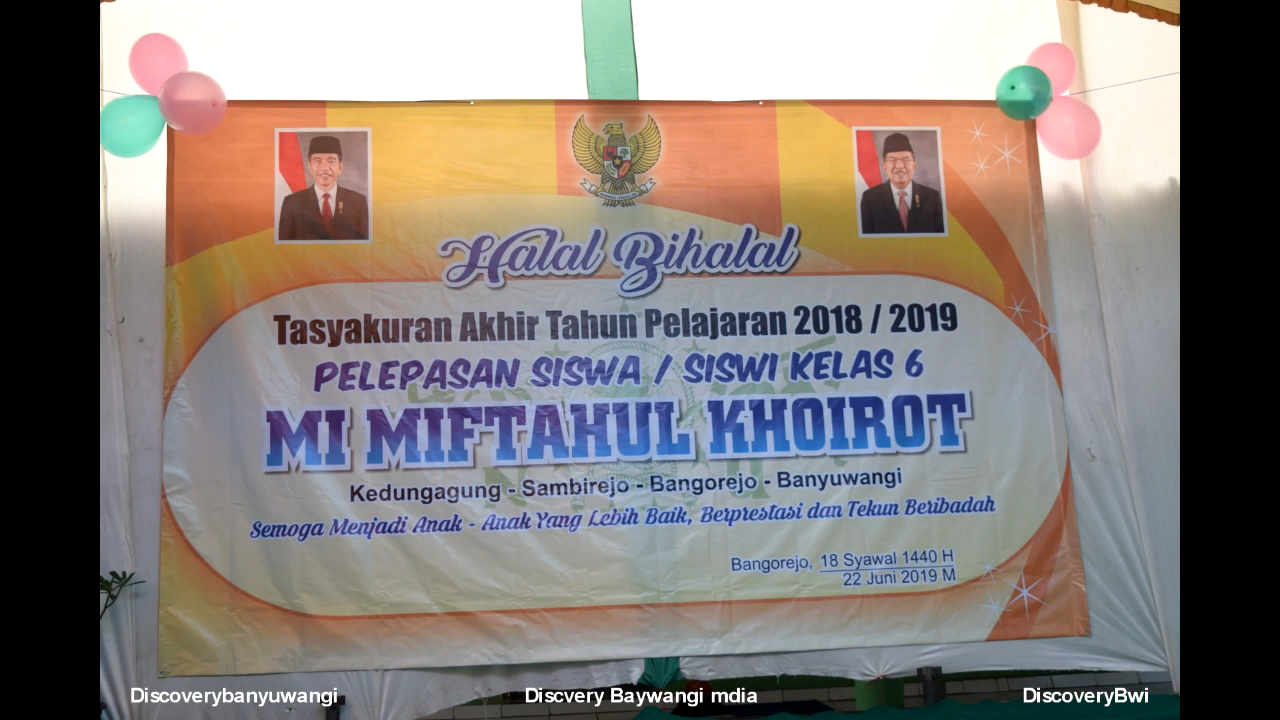 Halal Bihalal
Tasyakuran Akhir Tahun Pelajaran 2018 / 2019
PELEPASAN SISWA / SISWI KELAS 6
MI MIFTAHUL KHOIROT
Kedungagung - Sambirejo - Bangorejo - Banyuwangi
Semoga Menjadi Anak - Anak Yang Lebih Baik, Berprestasi dan Tekun Beribadah
Bangorejo, 18 Syawal 1440 H
22 Juni 2019 M
Discoverybanyuwangi
Discvery Baywangi mdia
DiscoveryBwi